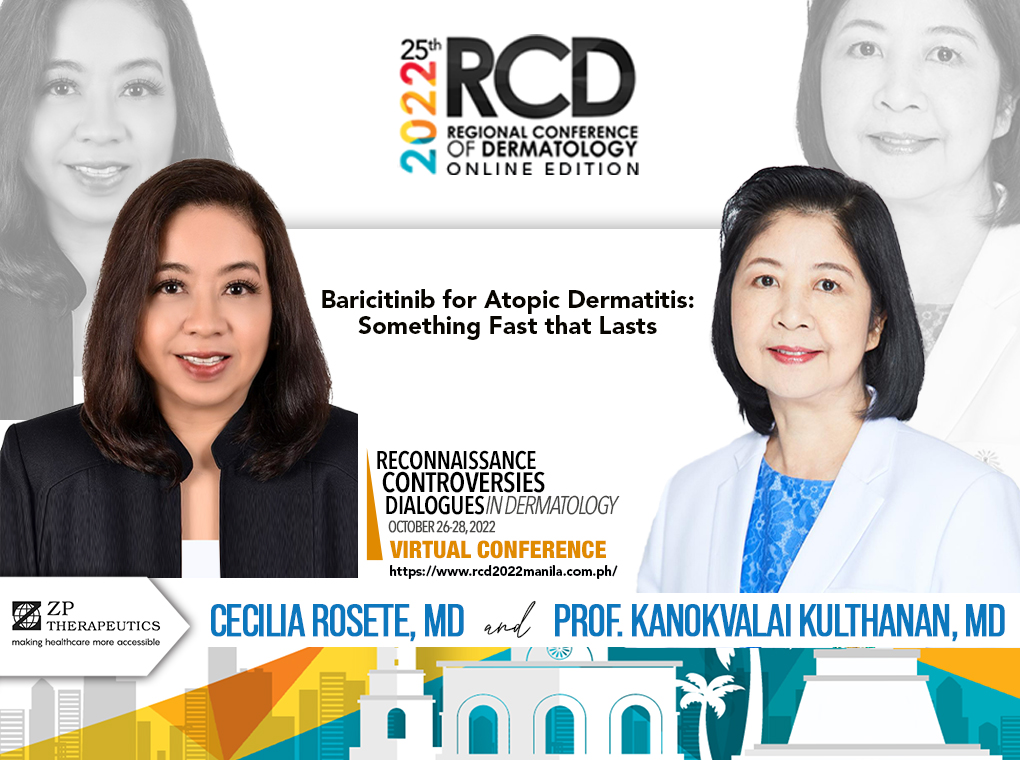 25th
2022
RCD
REGIONAL CONFERENCE
OF DERMATOLOGY
ONLINE EDITION
Baricitinib for Atopic Dermatitis:
Something Fast that Lasts
RECONNAISSANCE
CONTROVERSIES
DIALOGUES IN DERMATOLOGY
OCTOBER 26-28, 2022
VIRTUAL CONFERENCE
https://www.rcd2022manila.com.ph/
ZP
THERAPEUTICS
making healthcare more accessible
CECILIA ROSETE, MD and PROF. KANOKVALAI KULTHANAN, MD